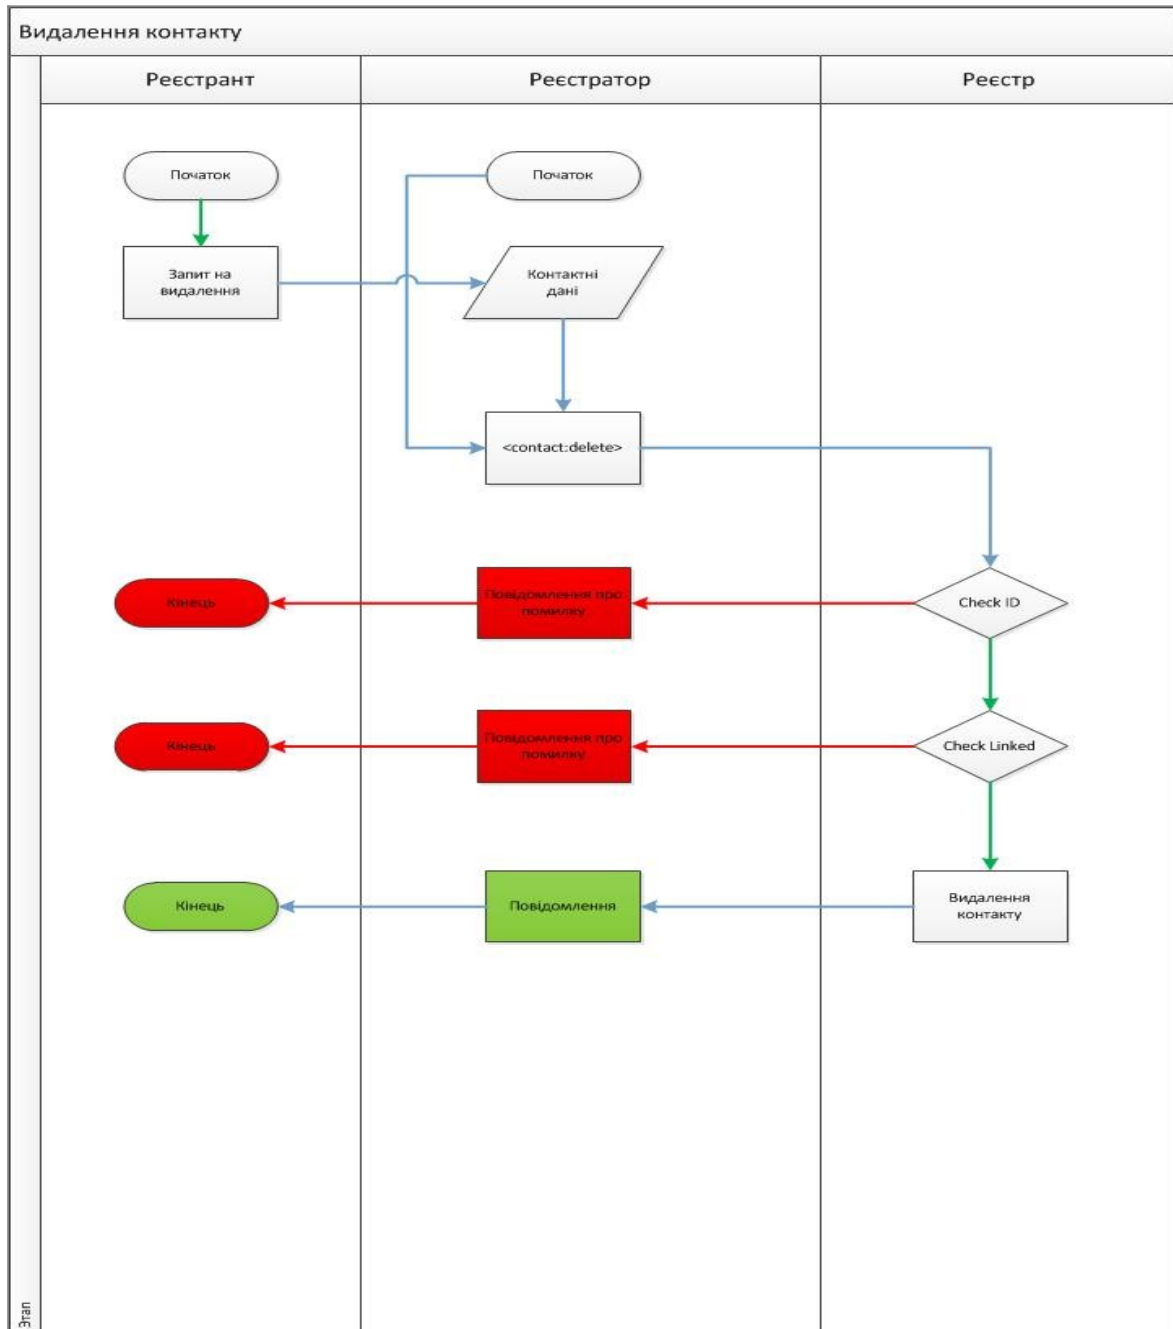 Видалення контакту
Реєстрант
Реєстратор
Реєстр
Початок
Початок
Запит на
видалення
Контактні
дані
<contact:delete>
Кінець
Повідомлення про
помилку
Check ID
Кінець
Повідомлення про
помилку
Check Linked
Кінець
Повідомлення
Видалення
контакту
Этап